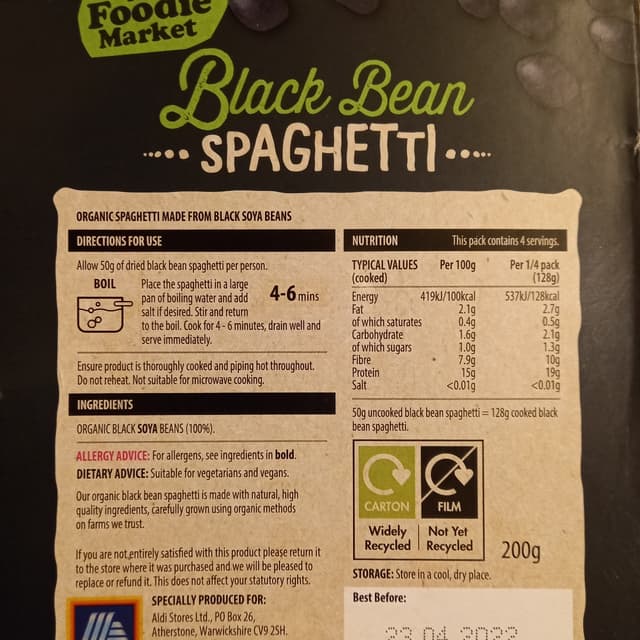 Foodie
Market
Black Bean
SPAGHETTI
ORGANIC SPAGHETTI MADE FROM BLACK SOYA BEANS
DIRECTIONS FOR USE
Allow 50g of dried black bean spaghetti per person.
BOIL
Place the spaghetti in a large
pan of boiling water and add
salt if desired. Stir and return
to the boil. Cook for 4 - 6 minutes, drain well and
serve immediately.
4-6 mins
Ensure product is thoroughly cooked and piping hot throughout.
Do not reheat. Not suitable for microwave cooking.
INGREDIENTS
ORGANIC BLACK SOYA BEANS (100%).
ALLERGY ADVICE: For allergens, see ingredients in bold.
DIETARY ADVICE: Suitable for vegetarians and vegans.
Our organic black bean spaghetti is made with natural, high
quality ingredients, carefully grown using organic methods
on farms we trust.
If you are not entirely satisfied with this product please return it
to the store where it was purchased and we will be pleased to
replace or refund it. This does not affect your statutory rights.
SPECIALLY PRODUCED FOR:
Aldi Stores Ltd., PO Box 26,
Atherstone, Warwickshire CV9 2SH.
NUTRITION This pack contains 4 servings.
TYPICAL VALUES Per 100g Per 1/4 pack
(cooked) (128g)
Energy 419kJ/100kcal 537kJ/128kcal
Fat 2.1g 2.7g
of which saturates 0.4g 0.5g
Carbohydrate 1.6g 2.1g
of which sugars 1.0g 1.3g
Fibre 7.9g 10g
Protein 15g 19g
Salt <0.01g <0.01g
50g uncooked black bean spaghetti = 128g cooked black
bean spaghetti.
CARTON FILM
Widely Not Yet
Recycled Recycled
200g
STORAGE: Store in a cool, dry place.
Best Before:
23 04 2022